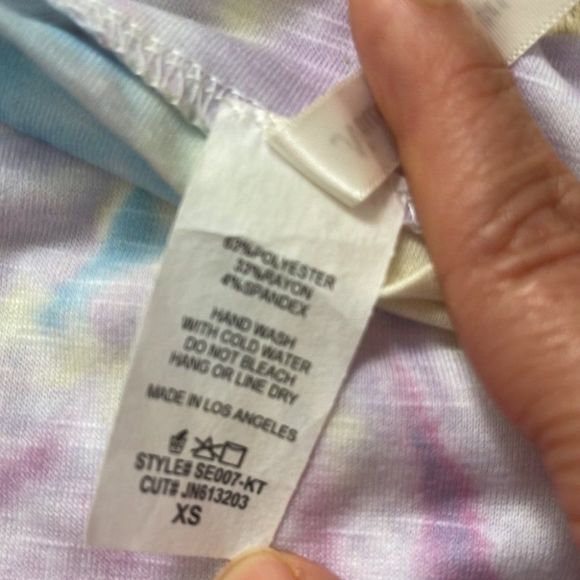 63%POLYESTER
33%RAYON
4%SPANDEX
HAND WASH
WITH COLD WATER
DO NOT BLEACH
HANG OR LINE DRY
MADE IN LOS ANGELES
STYLE# SE007-KT
CUT# JN613203
XS